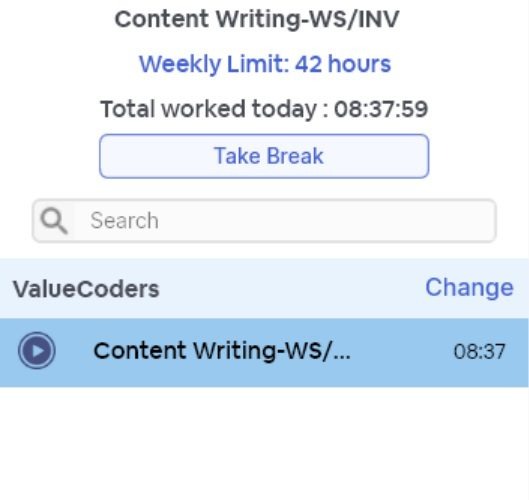 Content Writing-WS/INV
Weekly Limit: 42 hours
Total worked today : 08:37:59
Take Break
Search
ValueCoders Change
Content Writing-WS/... 08:37